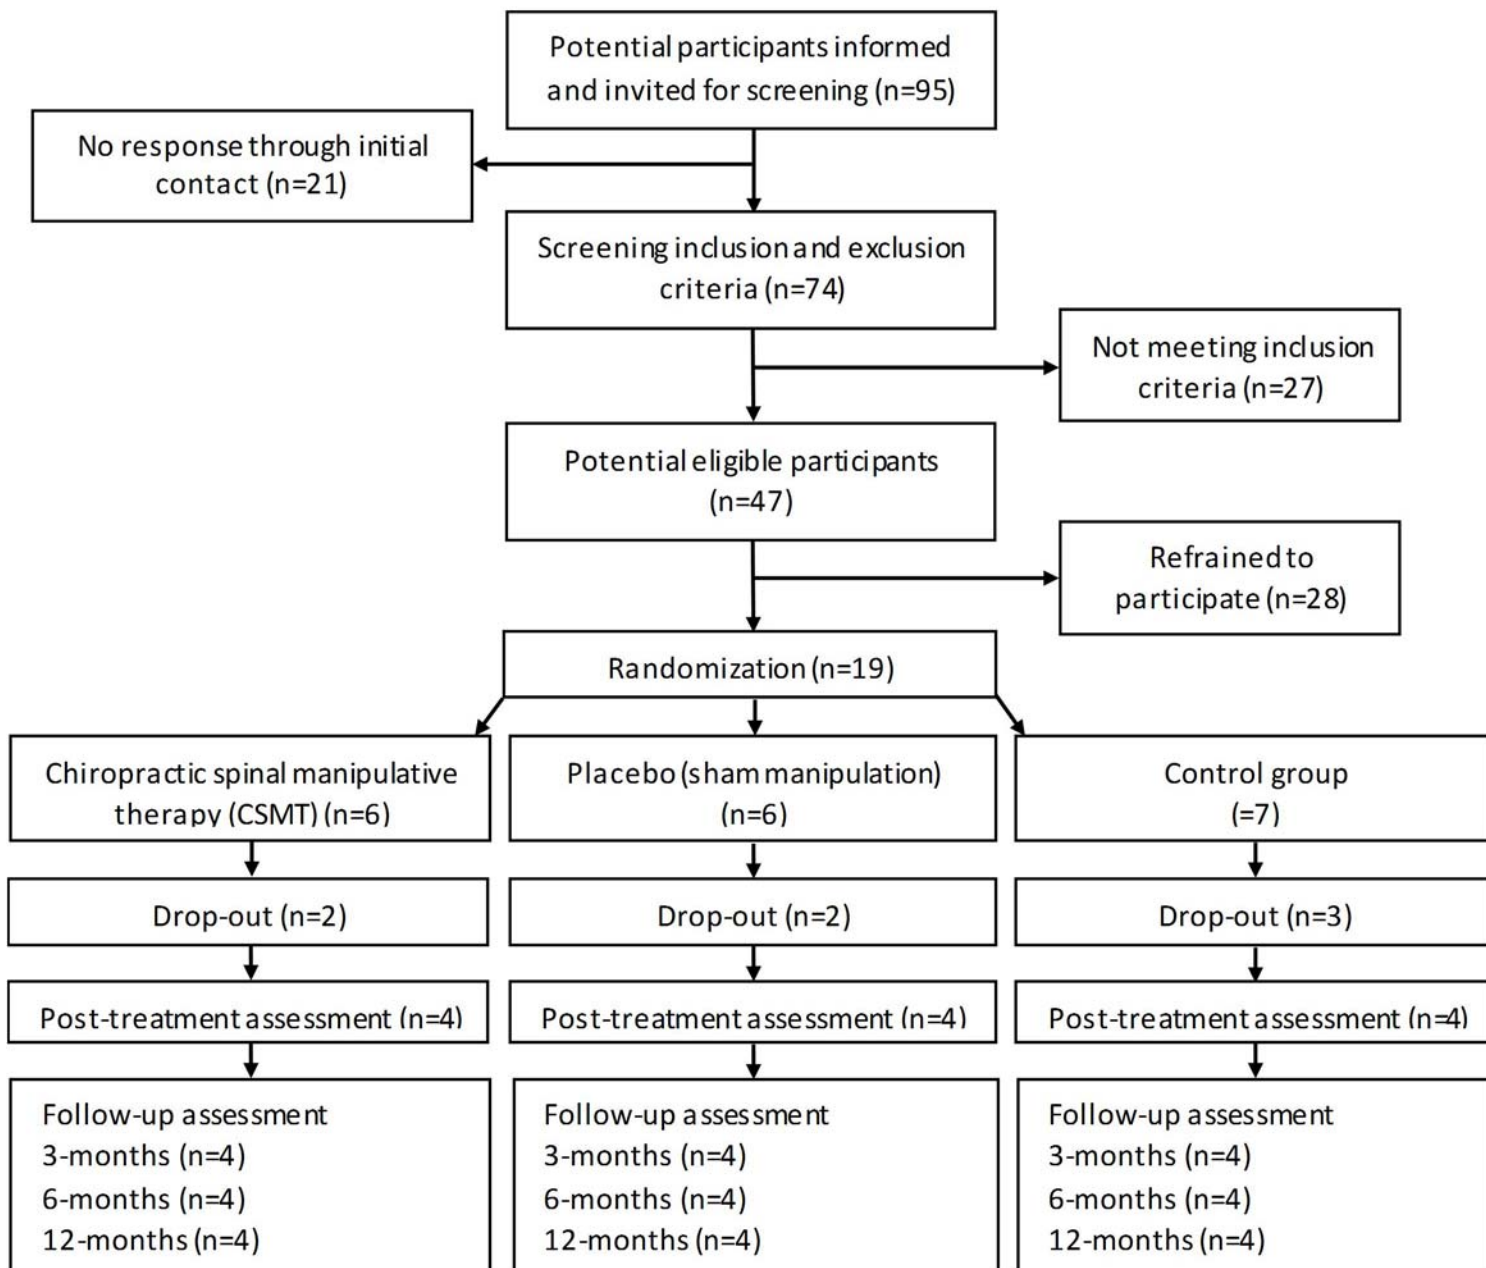 Potential participants informed
and invited for screening (n=95)
No response through initial
contact (n=21)
Screening inclusion and exclusion
criteria (n=74)
Not meeting inclusion
criteria (n=27)
Potential eligible participants
(n=47)
Refrained to
participate (n=28)
Randomization (n=19)
Chiropractic spinal manipulative
therapy (CSMT) (n=6)
Placebo (sham manipulation)
(n=6)
Control group
(=7)
Drop-out (n=2)
Drop-out (n=2)
Drop-out (n=3)
Post-treatment assessment (n=4)
Post-treatment assessment (n=4)
Post-treatment assessment (n=4)
Follow-up assessment
3-months (n=4)
6-months (n=4)
12-months (n=4)
Follow-up assessment
3-months (n=4)
6-months (n=4)
12-months (n=4)
Follow-up assessment
3-months (n=4)
6-months (n=4)
12-months (n=4)